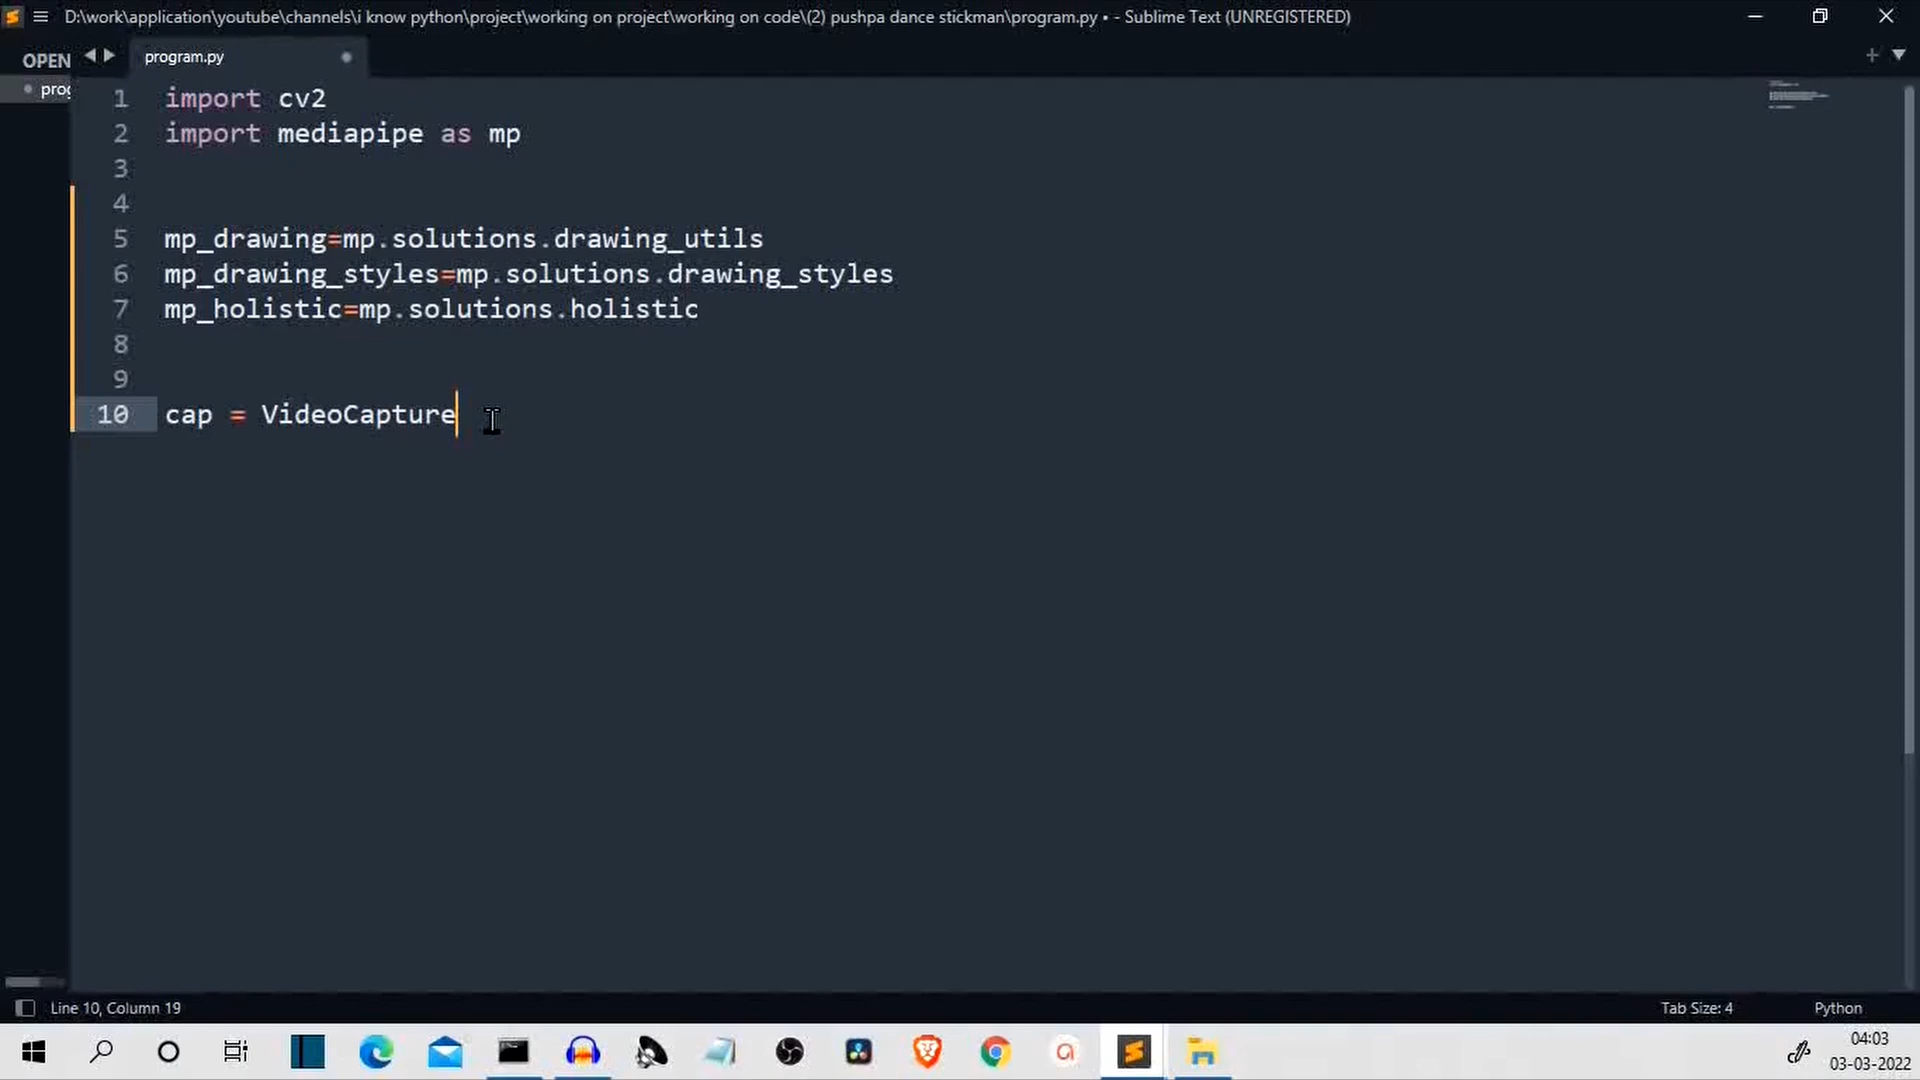 D:\work\application\youtube\channels\i know python\project\working on project\working on code\(2) pushpa dance stickman\program.py • - Sublime Text (UNREGISTERED)
OPEN
program.py
prog
1 import cv2
2 import mediapipe as mp
3
4
5 mp_drawing=mp.solutions.drawing_utils
6 mp_drawing_styles=mp.solutions.drawing_styles
7 mp_holistic=mp.solutions.holistic
8
9
10 cap = VideoCapture
Line 10, Column 19
Tab Size: 4
Python
04:03
03-03-2022